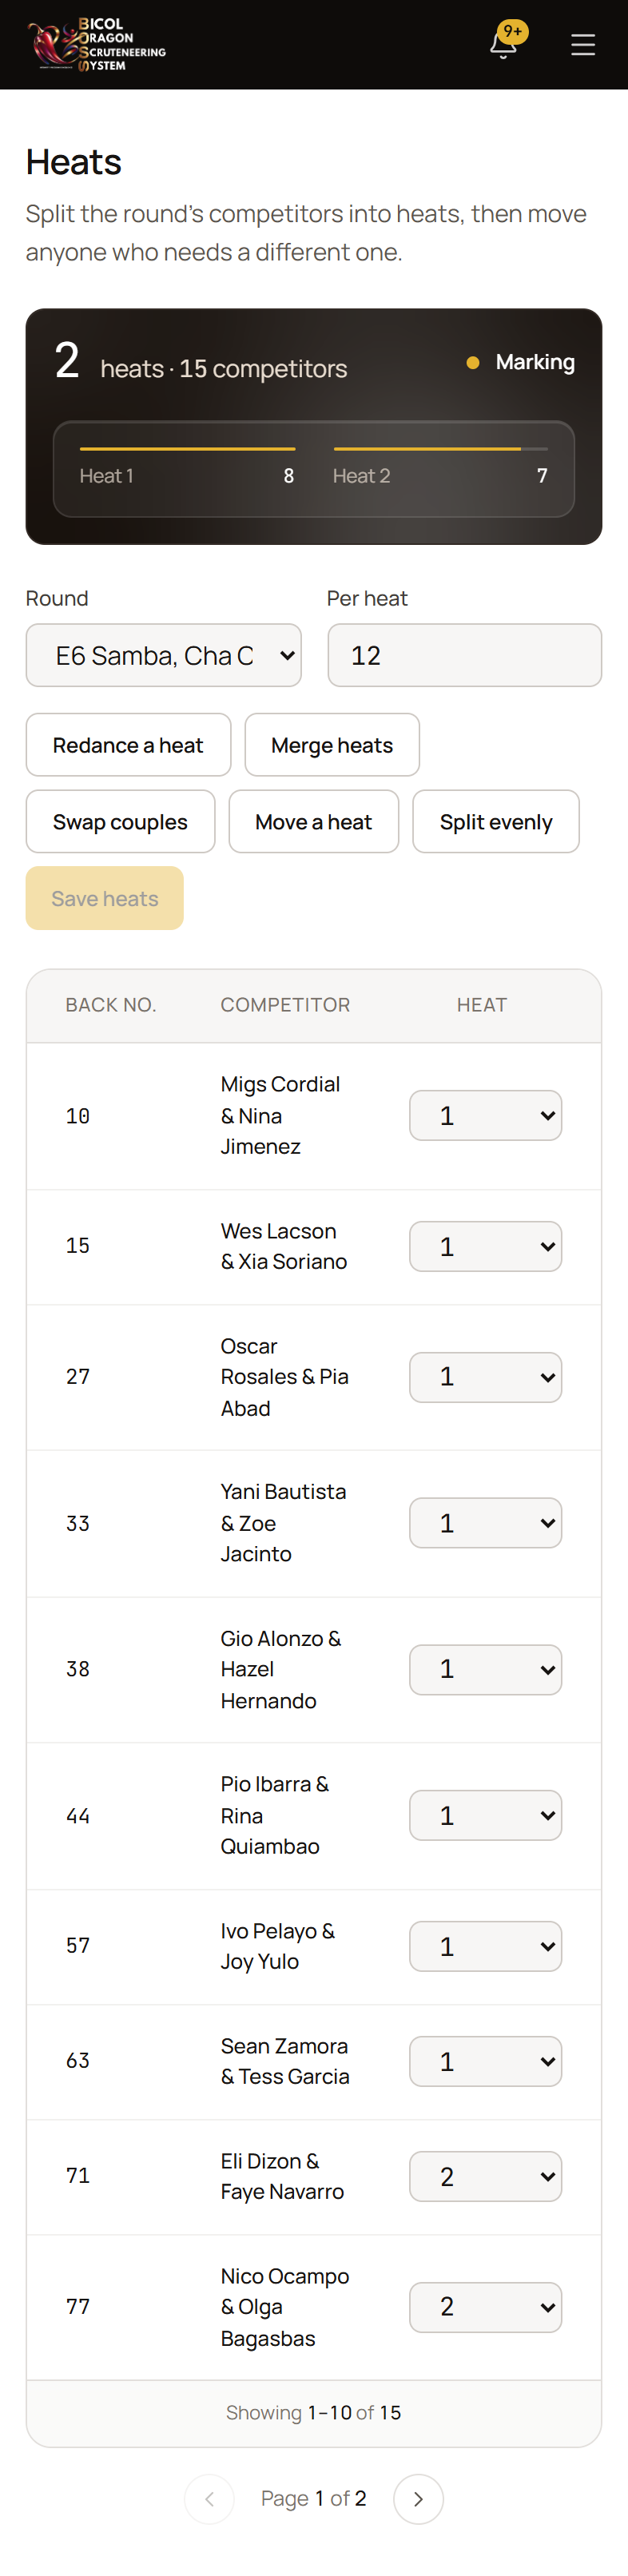 BICOL
DRAGON
SCRUTENEERING
SYSTEM
9+
Heats
Split the round's competitors into heats, then move
anyone who needs a different one.
2 heats · 15 competitors
Marking
Heat 1 8
Heat 2 7
Round
Per heat
E6 Samba, Cha C
12
Redance a heat
Merge heats
Swap couples
Move a heat
Split evenly
Save heats
BACK NO. COMPETITOR HEAT
10
Migs Cordial
& Nina
Jimenez
1
15
Wes Lacson
& Xia Soriano
1
27
Oscar
Rosales & Pia
Abad
1
33
Yani Bautista
& Zoe
Jacinto
1
38
Gio Alonzo &
Hazel
Hernando
1
44
Pio Ibarra &
Rina
Quiambao
1
57
Ivo Pelayo &
Joy Yulo
1
63
Sean Zamora
& Tess Garcia
1
71
Eli Dizon &
Faye Navarro
2
77
Nico Ocampo
& Olga
Bagasbas
2
Showing 1–10 of 15
Page 1 of 2